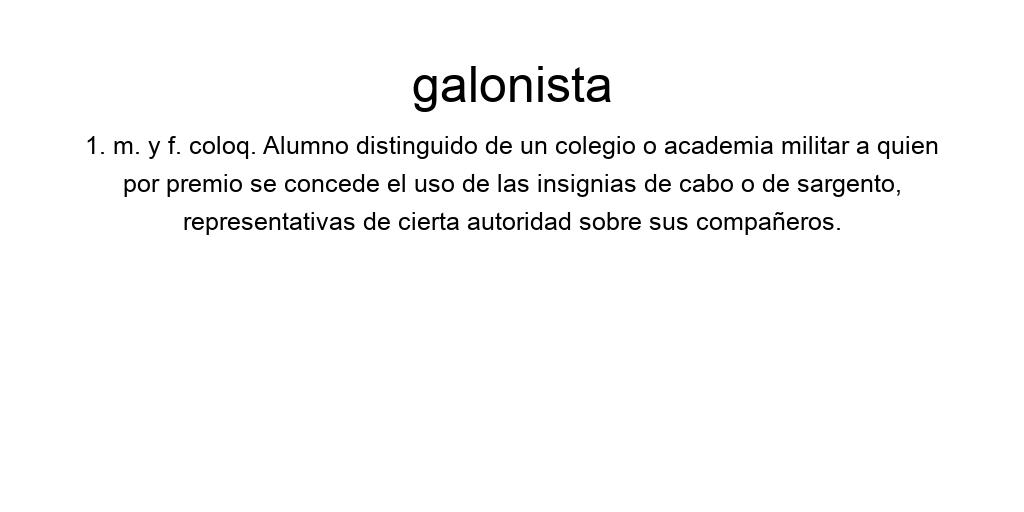 galonista
1. m. y f. coloq. Alumno distinguido de un colegio o academia militar a quien
por premio se concede el uso de las insignias de cabo o de sargento,
representativas de cierta autoridad sobre sus compañeros.